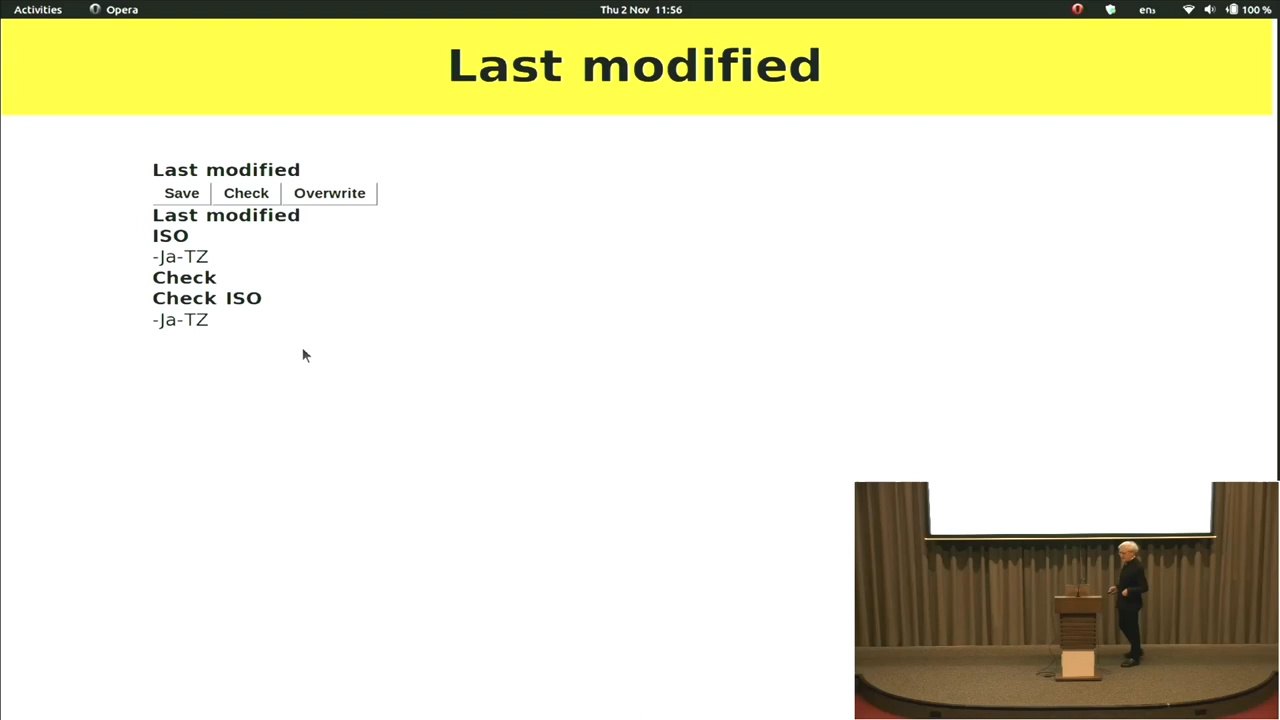 Activities Opera Thu 2 Nov 11:56 en₃ 100 %
Last modified
Last modified
Save Check Overwrite
Last modified
ISO
-Ja-TZ
Check
Check ISO
-Ja-TZ